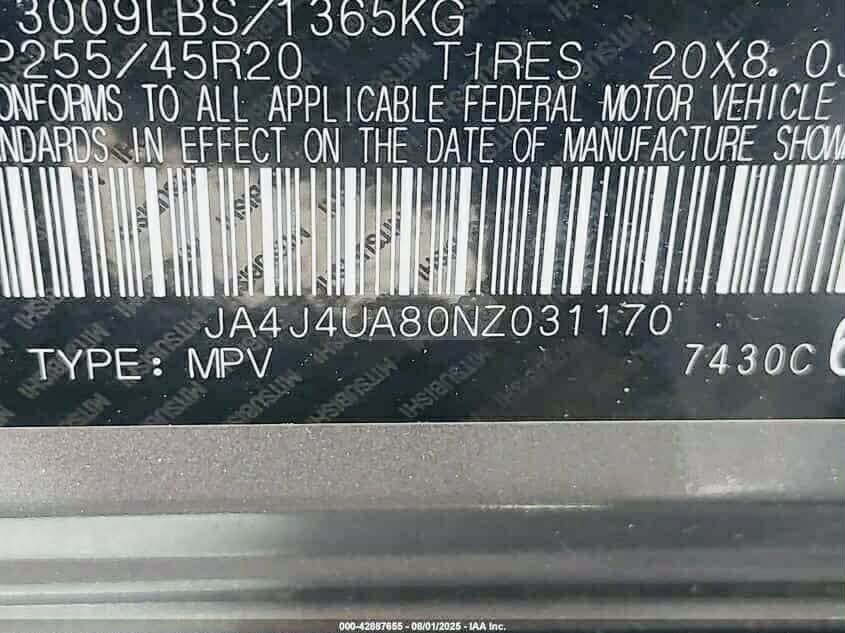 3009LBS/1365KG
P255/45R20 TIRES 20X8.0J
ONFORMS TO ALL APPLICABLE FEDERAL MOTOR VEHICLE
NDARDS IN EFFECT ON THE DATE OF MANUFACTURE SHOW
JA4J4UA80NZ031170
TYPE: MPV 7430C 6
000-42887655 - 08/01/2025 - IAA Inc.